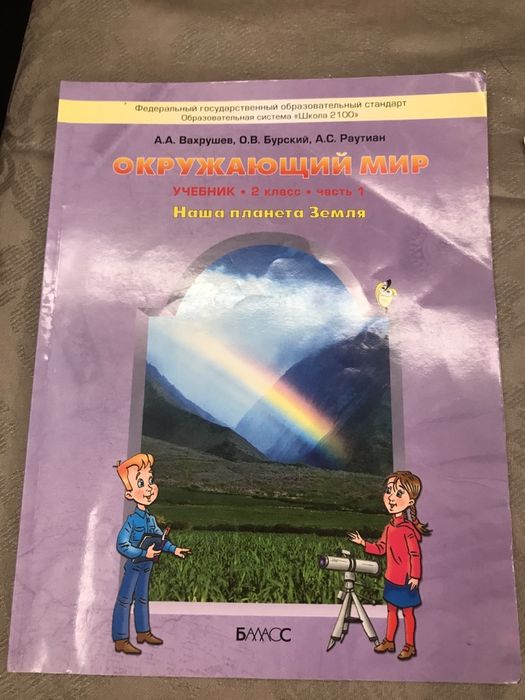 Федеральный государственный образовательный стандарт
Образовательная система «Школа 2100»
А.А. Вахрушев, О.В. Бурский, А.С. Раутиан
ОКРУЖАЮЩИЙ МИР
УЧЕБНИК • 2 класс • часть 1
Наша планета Земля
БАЛАСС